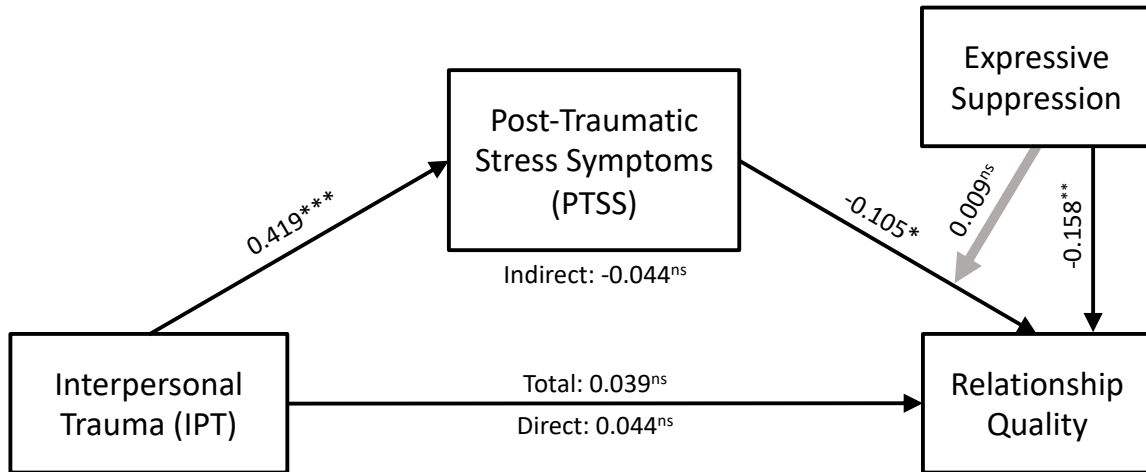 Expressive
Suppression
Post-Traumatic
Stress Symptoms
(PTSS)
0.419***
-0.105*
0.009ns
-0.158**
Indirect: -0.044ns
Interpersonal
Trauma (IPT)
Total: 0.039ns
Direct: 0.044ns
Relationship
Quality